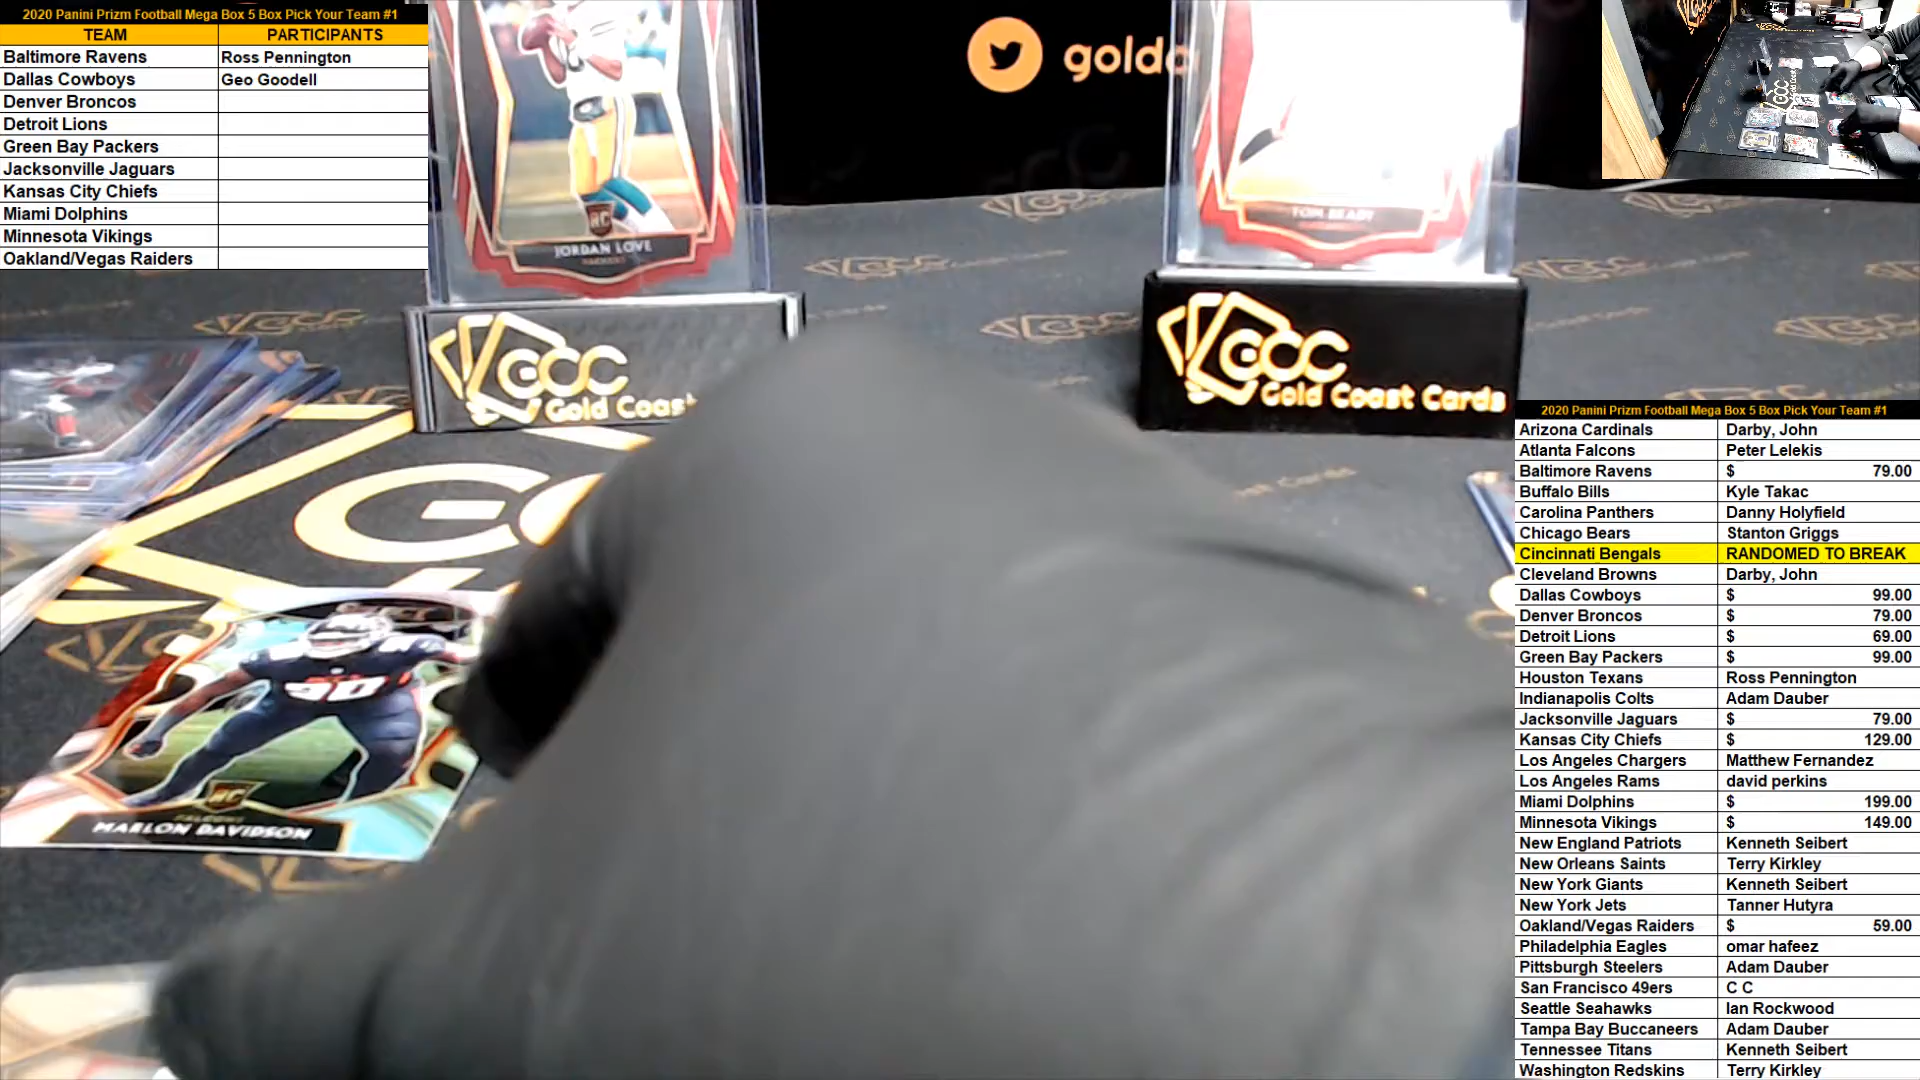 2020 Panini Prizm Football Mega Box 5 Box Pick Your Team #1
TEAM PARTICIPANTS
Baltimore Ravens Ross Pennington
Dallas Cowboys Geo Goodell
Denver Broncos
Detroit Lions
Green Bay Packers
Jacksonville Jaguars
Kansas City Chiefs
Miami Dolphins
Minnesota Vikings
Oakland/Vegas Raiders
RC
JORDAN LOVE
PACKERS
TOM BRADY
GCC
Gold Coast
GCC
Gold Coast Cards
RC
FALCONS
MARLON DAVIDSON
2020 Panini Prizm Football Mega Box 5 Box Pick Your Team #1
Arizona Cardinals Darby, John
Atlanta Falcons Peter Lelekis
Baltimore Ravens $ 79.00
Buffalo Bills Kyle Takac
Carolina Panthers Danny Holyfield
Chicago Bears Stanton Griggs
Cincinnati Bengals RANDOMED TO BREAK
Cleveland Browns Darby, John
Dallas Cowboys $ 99.00
Denver Broncos $ 79.00
Detroit Lions $ 69.00
Green Bay Packers $ 99.00
Houston Texans Ross Pennington
Indianapolis Colts Adam Dauber
Jacksonville Jaguars $ 79.00
Kansas City Chiefs $ 129.00
Los Angeles Chargers Matthew Fernandez
Los Angeles Rams david perkins
Miami Dolphins $ 199.00
Minnesota Vikings $ 149.00
New England Patriots Kenneth Seibert
New Orleans Saints Terry Kirkley
New York Giants Kenneth Seibert
New York Jets Tanner Hutyra
Oakland/Vegas Raiders $ 59.00
Philadelphia Eagles omar hafeez
Pittsburgh Steelers Adam Dauber
San Francisco 49ers C C
Seattle Seahawks Ian Rockwood
Tampa Bay Buccaneers Adam Dauber
Tennessee Titans Kenneth Seibert
Washington Redskins Terry Kirkley